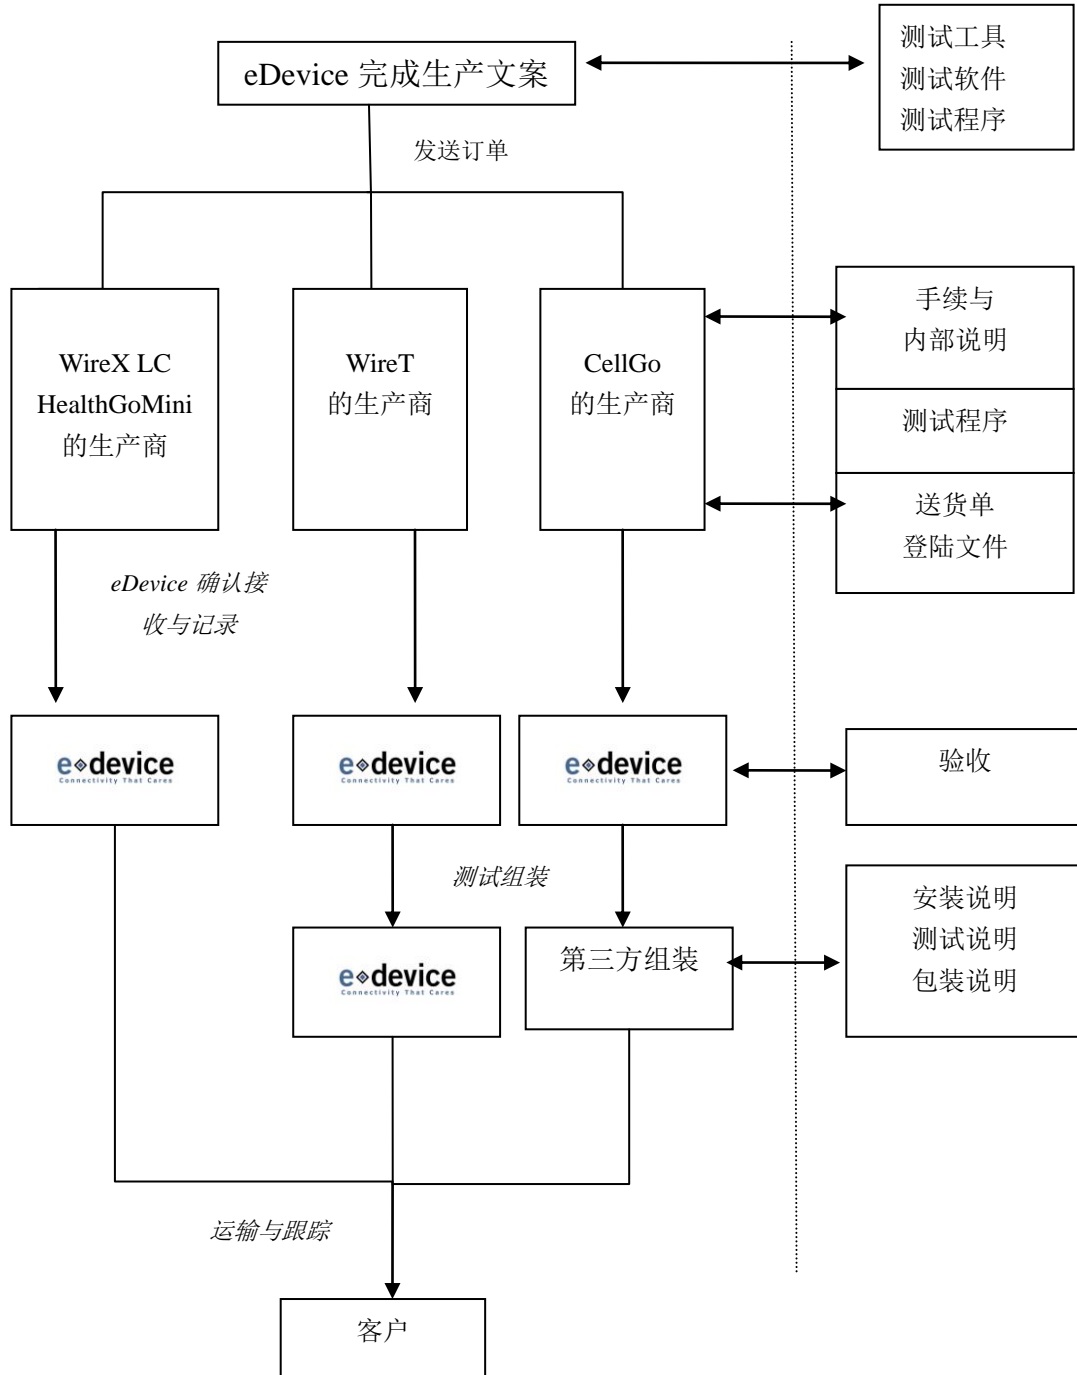 eDevice 完成生产文案
测试工具
测试软件
测试程序
发送订单
WireX LC
HealthGoMini
的生产商
WireT
的生产商
CellGo
的生产商
手续与
内部说明
测试程序
送货单
登陆文件
eDevice 确认接
收与记录
e device
Connectivity That Cares
e device
Connectivity That Cares
e device
Connectivity That Cares
验收
测试组装
e device
Connectivity That Cares
第三方组装
安装说明
测试说明
包装说明
运输与跟踪
客户